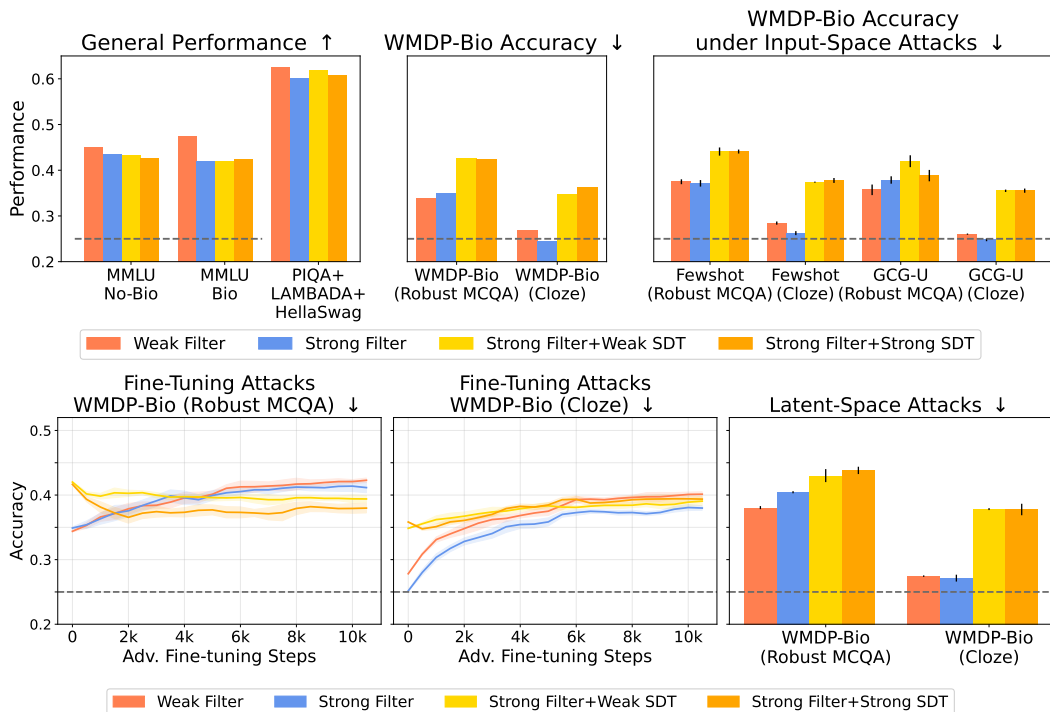 General Performance ↑
Performance
0.6
0.5
0.4
0.3
0.2
MMLU
No-Bio
MMLU
Bio
PIQA+
LAMBADA+
HellaSwag
WMDP-Bio Accuracy ↓
WMDP-Bio
(Robust MCQA)
WMDP-Bio
(Cloze)
WMDP-Bio Accuracy
under Input-Space Attacks ↓
Fewshot
(Robust MCQA)
Fewshot
(Cloze)
GCG-U
(Robust MCQA)
GCG-U
(Cloze)
Weak Filter
Strong Filter
Strong Filter+Weak SDT
Strong Filter+Strong SDT
Fine-Tuning Attacks
WMDP-Bio (Robust MCQA) ↓
Accuracy
0.5
0.4
0.3
0.2
0
2k
4k
6k
8k
10k
Adv. Fine-tuning Steps
Fine-Tuning Attacks
WMDP-Bio (Cloze) ↓
0
2k
4k
6k
8k
10k
Adv. Fine-tuning Steps
Latent-Space Attacks ↓
WMDP-Bio
(Robust MCQA)
WMDP-Bio
(Cloze)
Weak Filter
Strong Filter
Strong Filter+Weak SDT
Strong Filter+Strong SDT